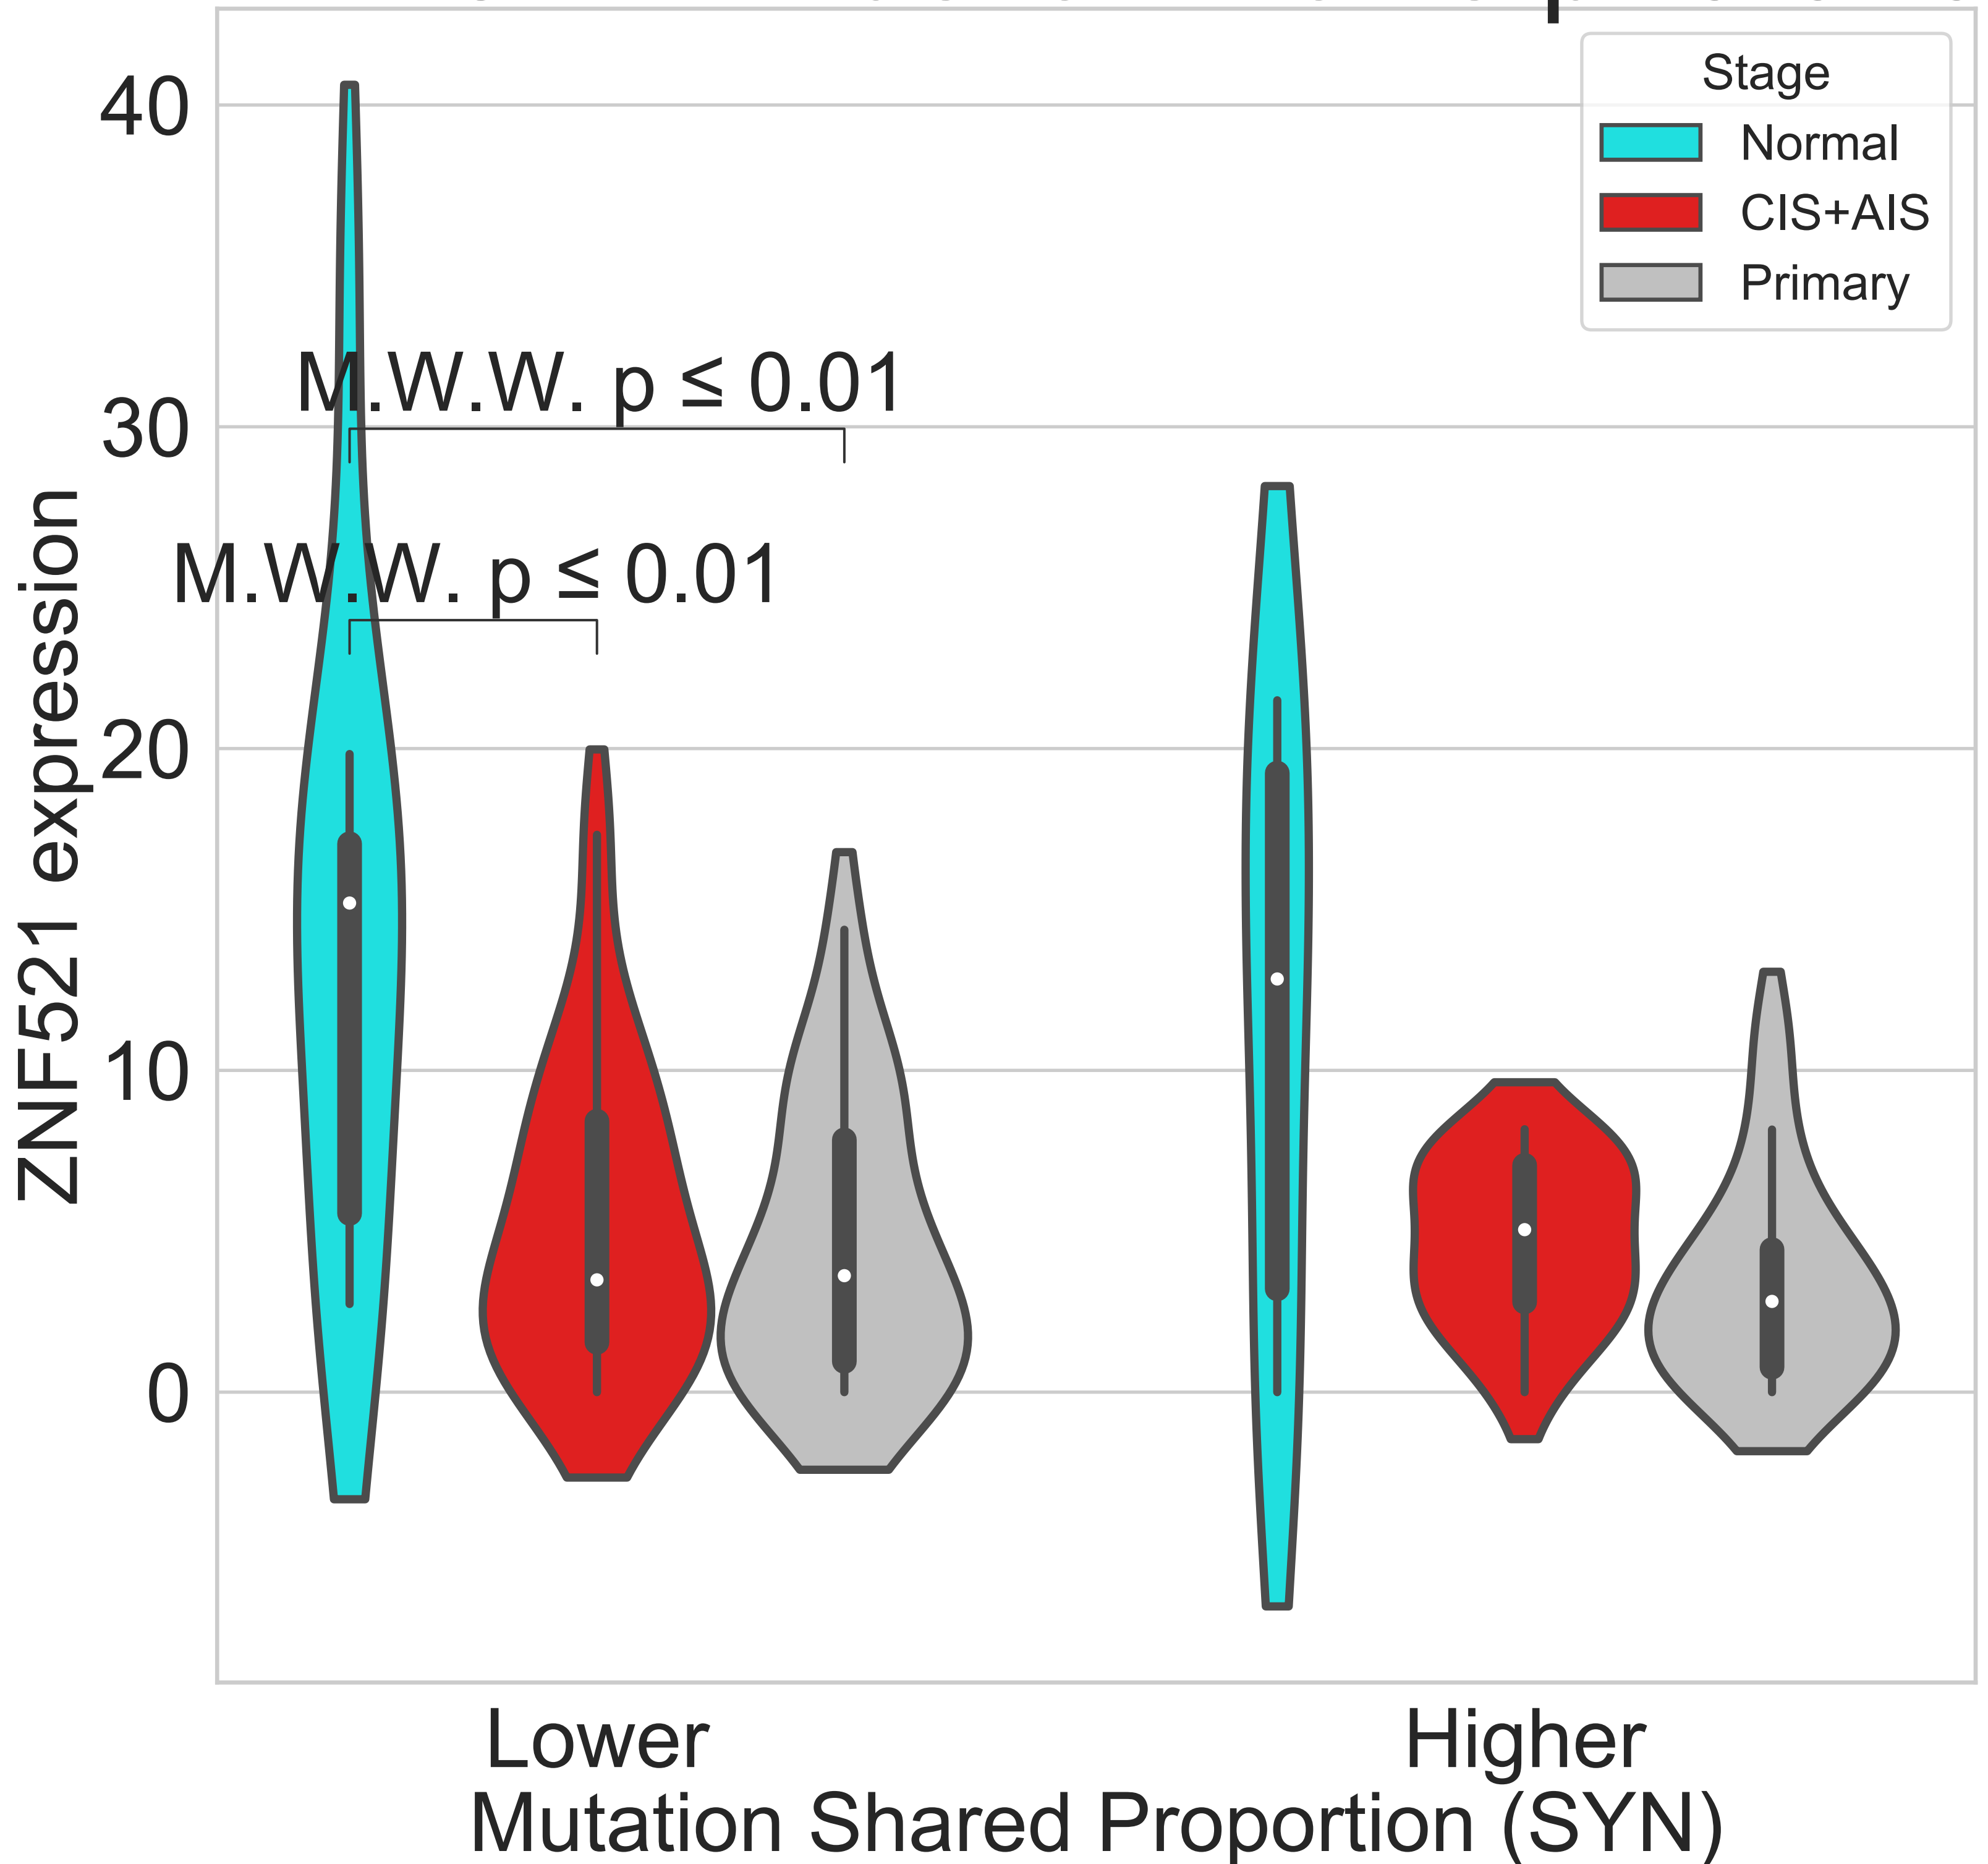 Stage
Normal
CIS+AIS
Primary
40
30
20
10
0
M.W.W. p ≤ 0.01
M.W.W. p ≤ 0.01
ZNF521 expression
Lower
Higher
Mutation Shared Proportion (SYN)